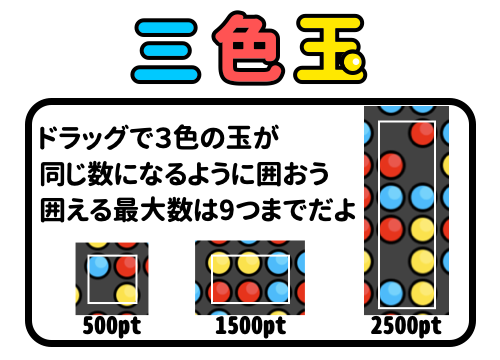 三色玉
ドラッグで3色の玉が
同じ数になるように囲おう
囲える最大数は9つまでだよ
500pt
1500pt
2500pt